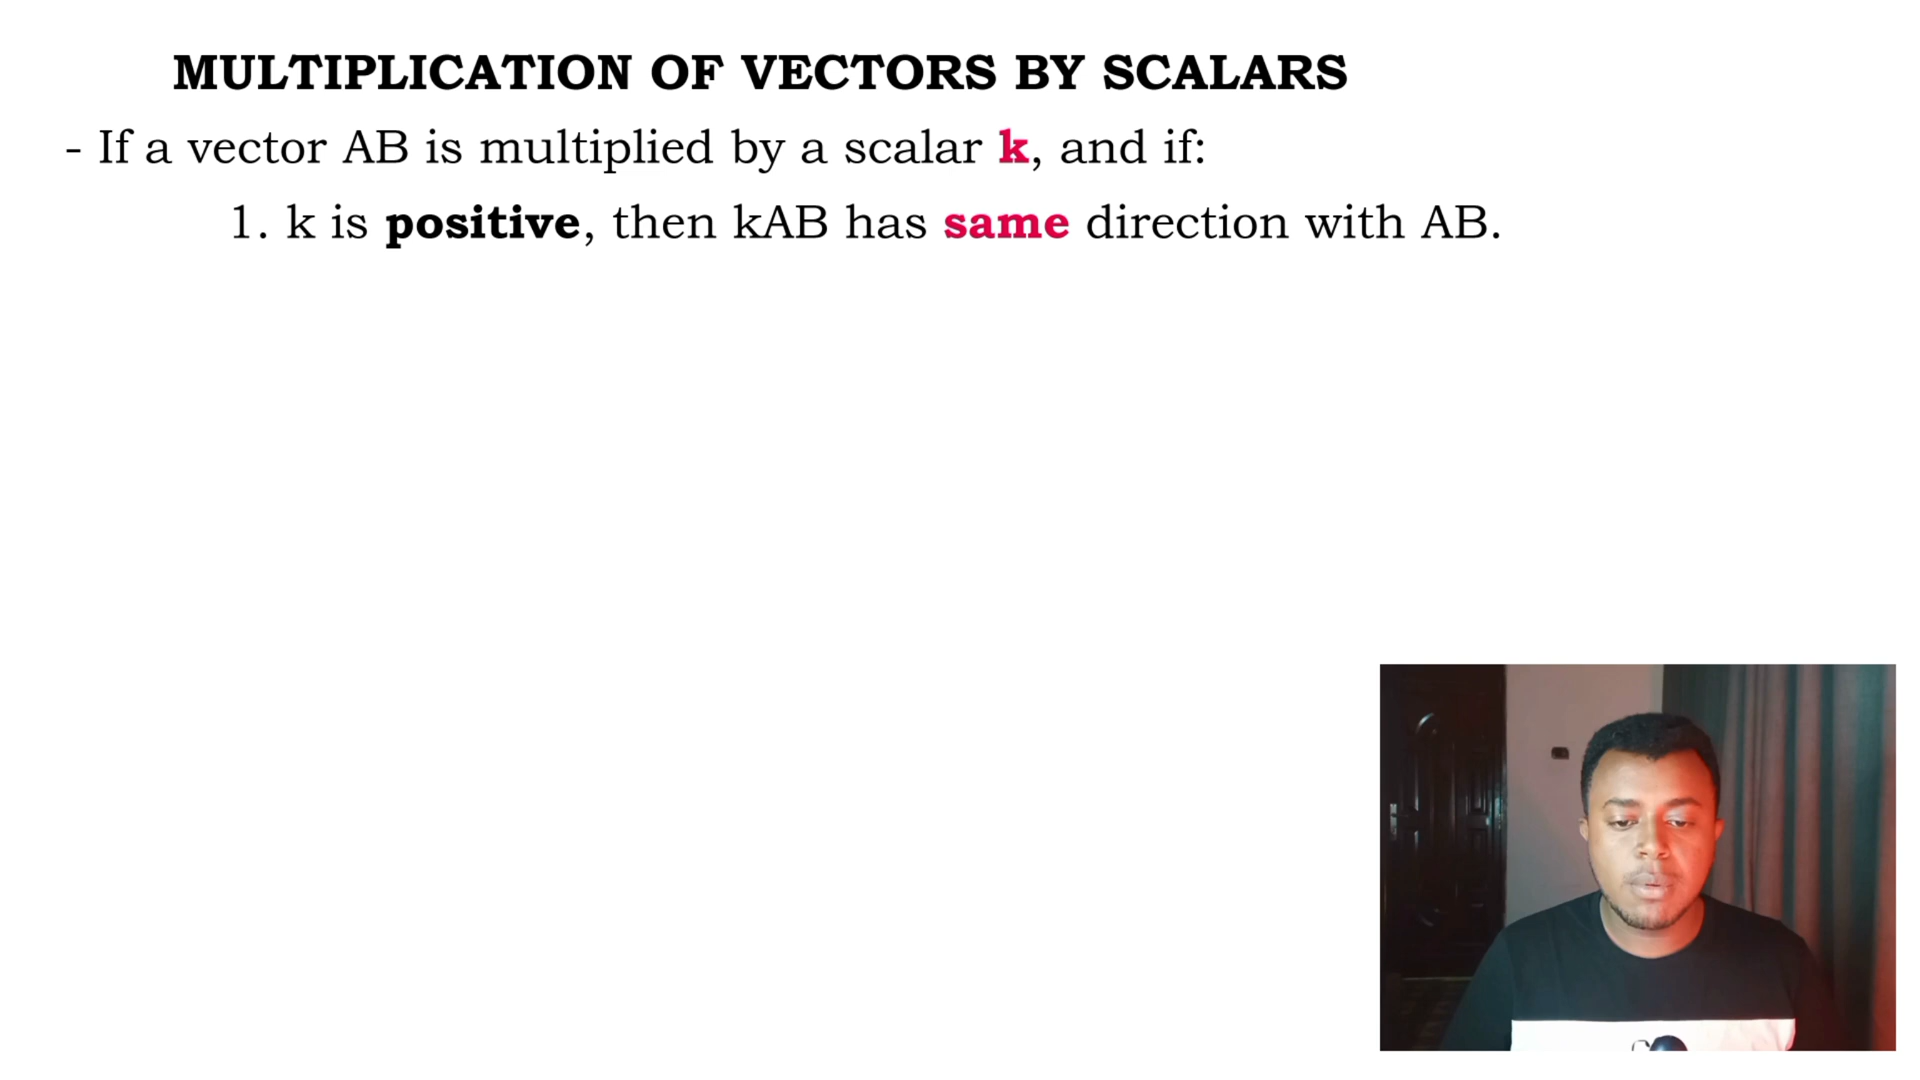 MULTIPLICATION OF VECTORS BY SCALARS
- If a vector AB is multiplied by a scalar k, and if:
1. k is positive, then kAB has same direction with AB.